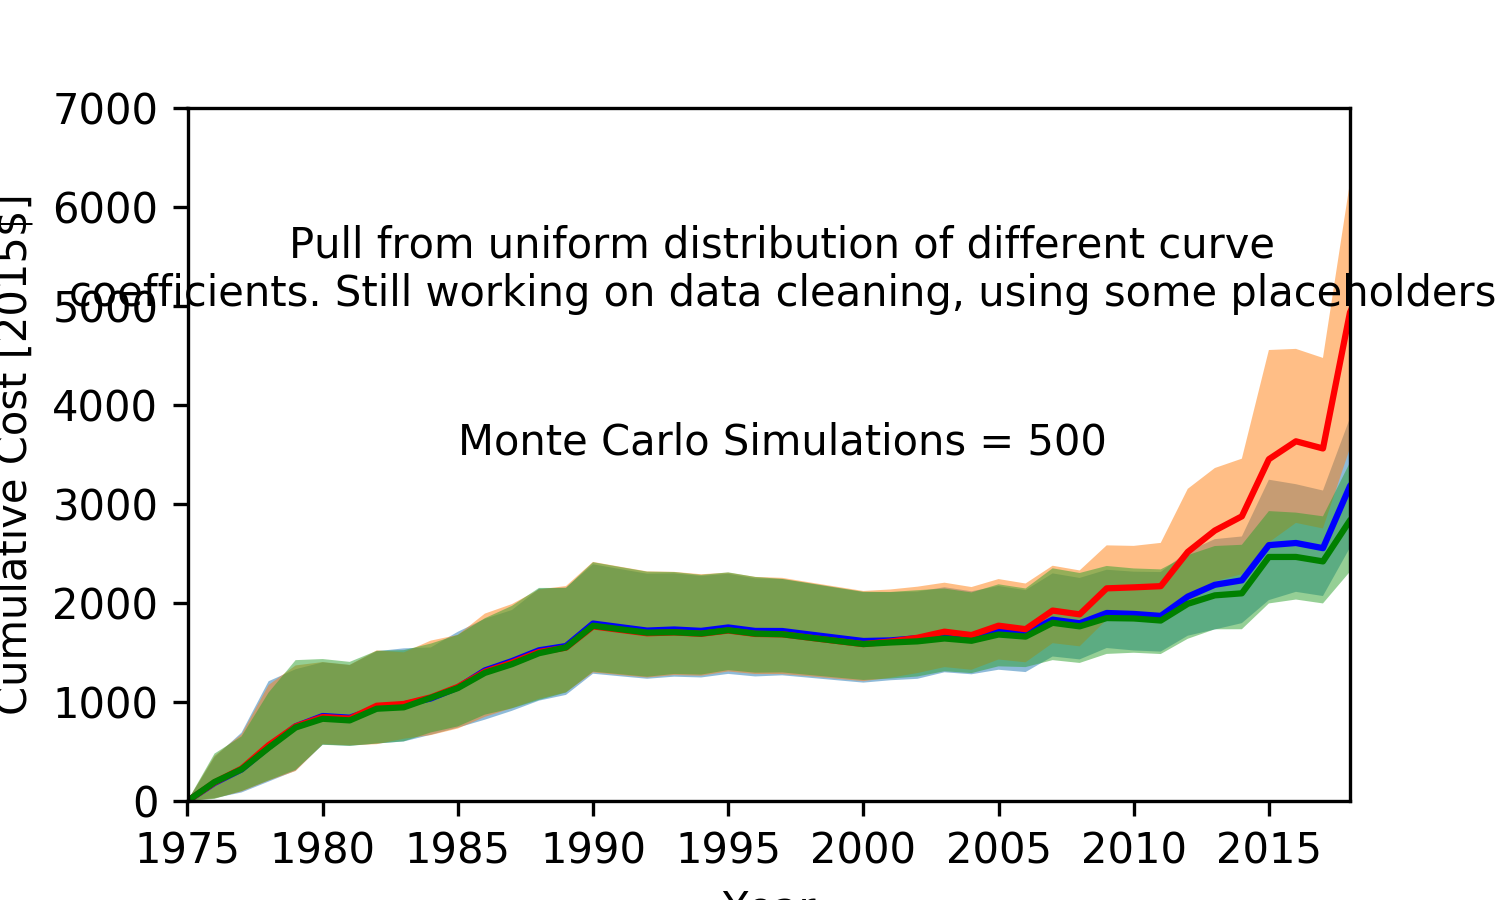 7000
6000
5000
4000
3000
2000
1000
0
Cumulative Cost [2015$]
Pull from uniform distribution of different curve
coefficients. Still working on data cleaning, using some placeholders
Monte Carlo Simulations = 500
1975 1980 1985 1990 1995 2000 2005 2010 2015
Year